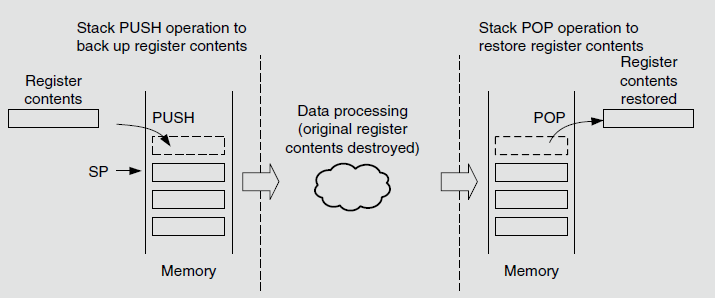 Stack PUSH operation to
back up register contents
Register
contents
PUSH
SP
Memory
Data processing
(original register
contents destroyed)
Stack POP operation to
restore register contents
Register
contents
restored
POP
Memory